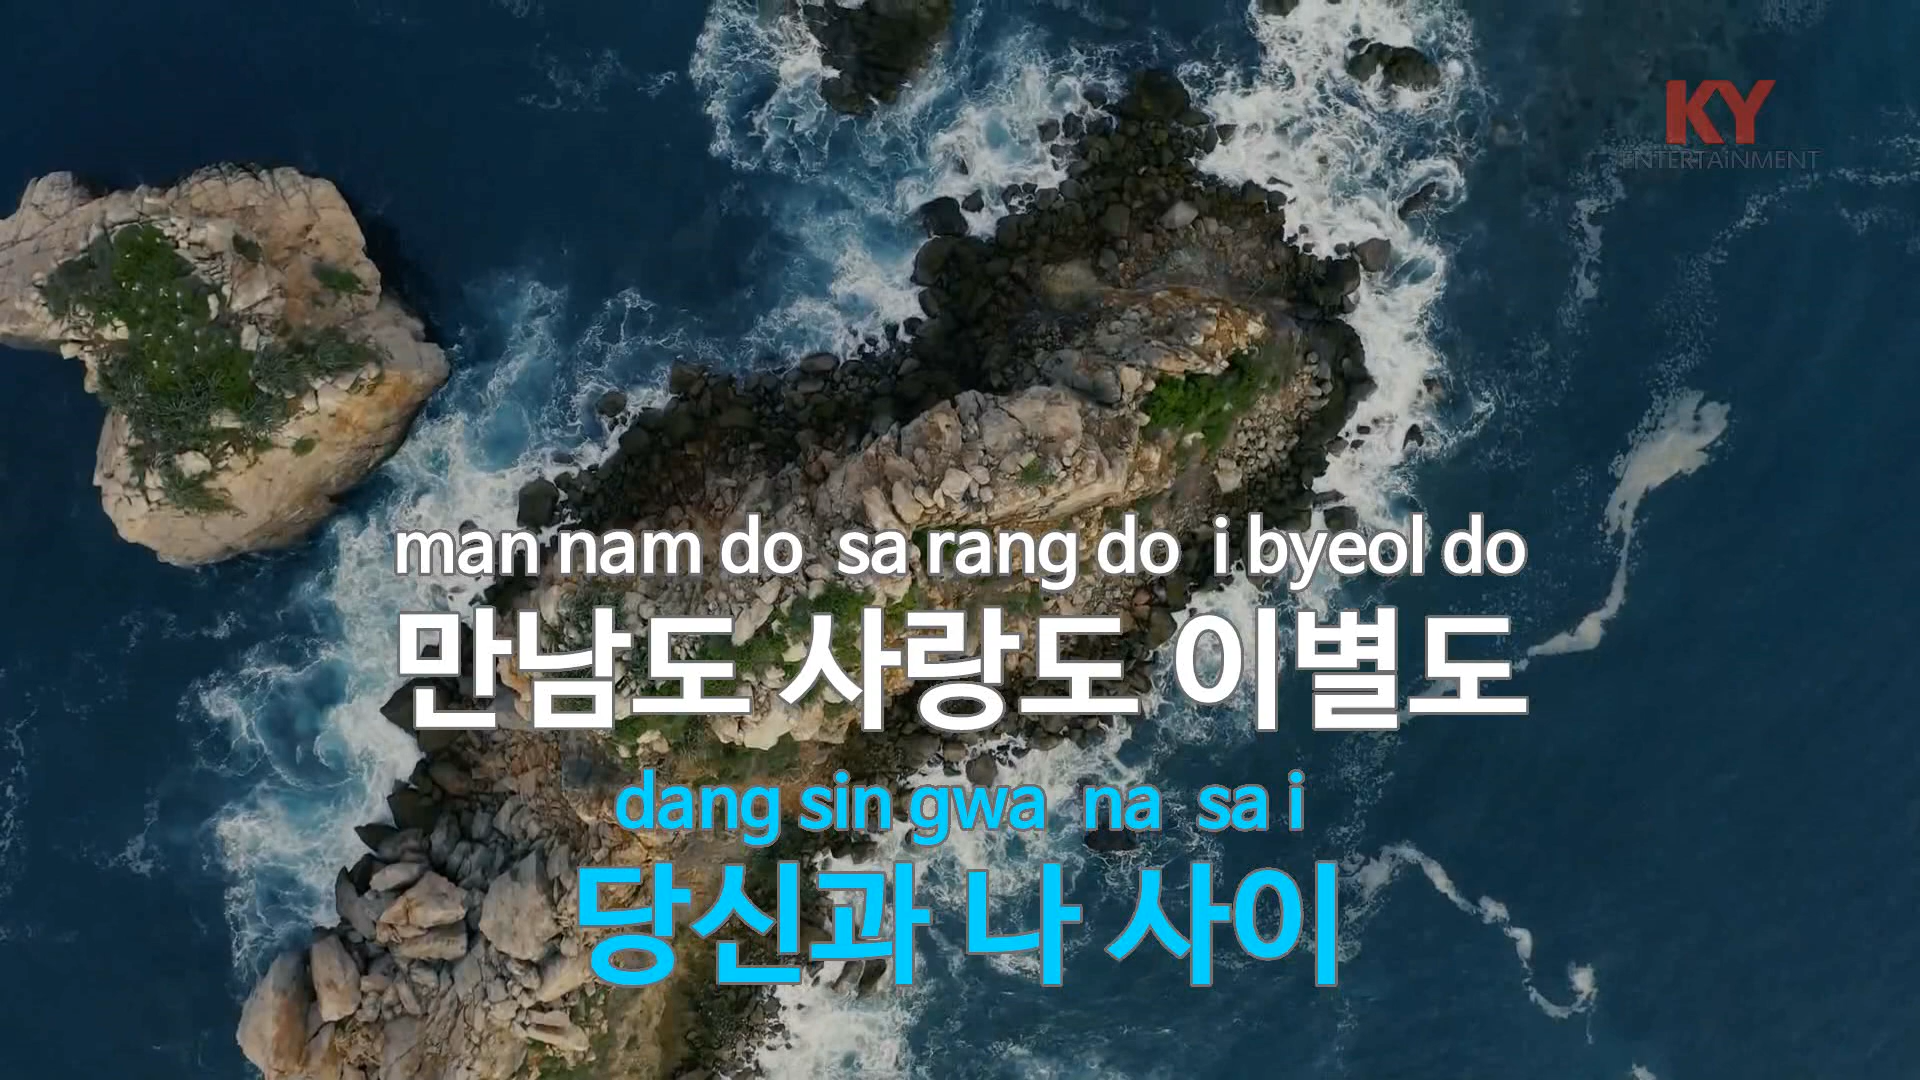 KY
ENTERTAiNMENT
man nam do sa rang do i byeol do
만남도 사랑도 이별도
dang sin gwa na sa i
당신과 나 사이